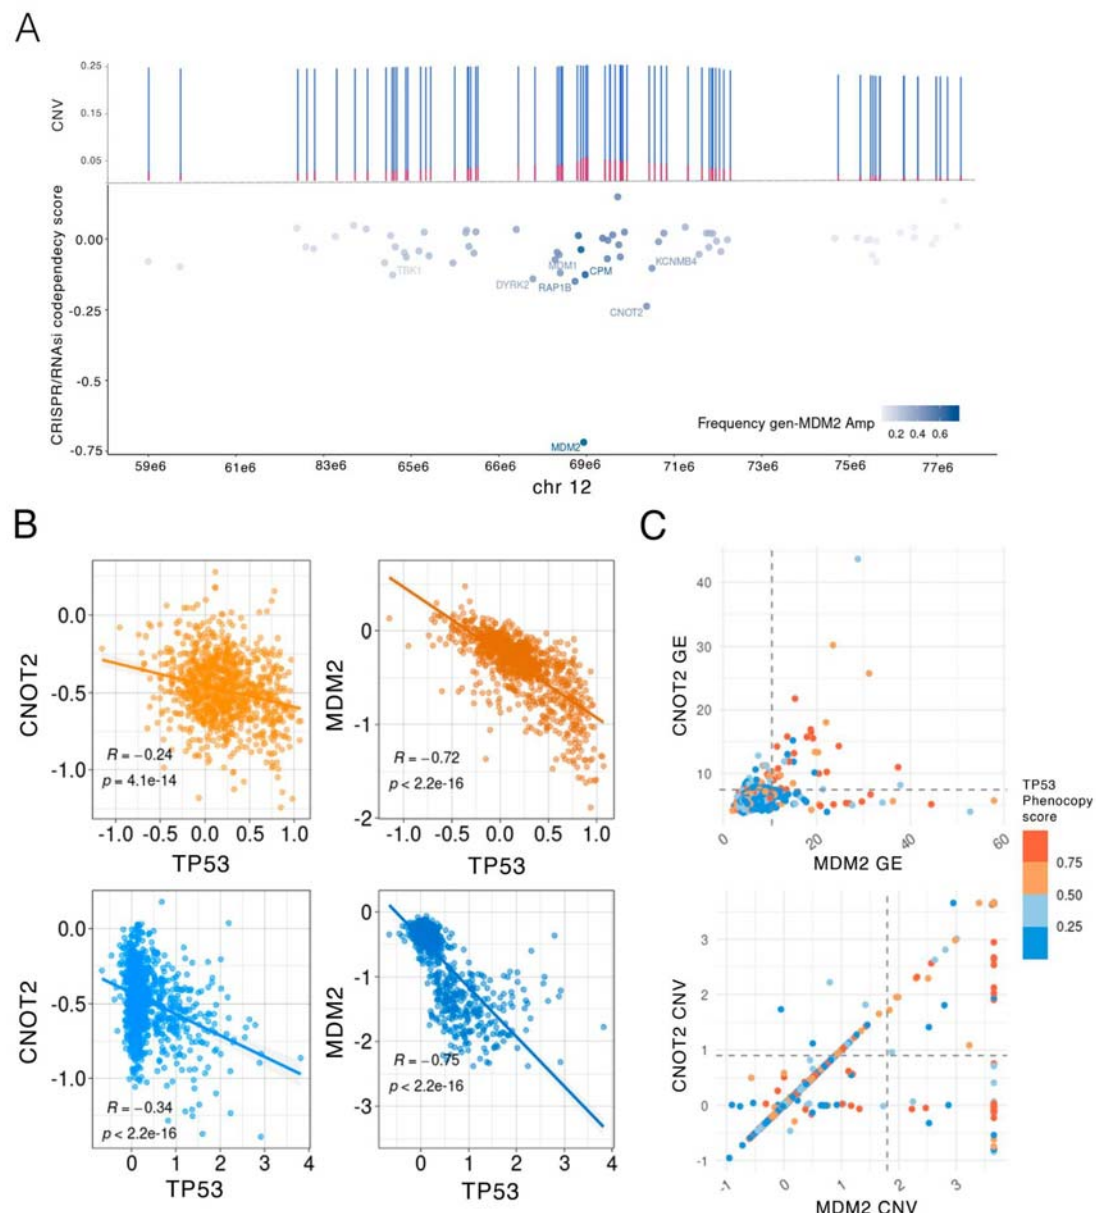 A
CNV
0.25
0.15
0.05
CRISPR/RNAsi codependecy score
0.00
-0.25
-0.5
-0.75
TBK1
DYRK2
MDM1
RAP1B
CPM
KCNMB4
CNOT2
MDM2
Frequency gen-MDM2 Amp
0.2 0.4 0.6
59e6 61e6 83e6 65e6 66e6 69e6 71e6 73e6 75e6 77e6
chr 12
B
CNOT2
0.0
-0.5
-1.0
R = −0.24
p = 4.1e-14
-1.0 -0.5 0.0 0.5 1.0
TP53
MDM2
0
-1
-2
R = −0.72
p < 2.2e-16
-1.0 -0.5 0.0 0.5 1.0
TP53
CNOT2
0.0
-0.5
-1.0
R = −0.34
p < 2.2e-16
0 1 2 3 4
TP53
MDM2
0
-1
-2
-3
R = −0.75
p < 2.2e-16
0 1 2 3 4
TP53
C
CNOT2 GE
40
30
20
10
0 20 40 60
MDM2 GE
TP53
Phenocopy
score
0.75
0.50
0.25
CNOT2 CNV
3
2
1
0
-1
-1 0 1 2 3
MDM2 CNV